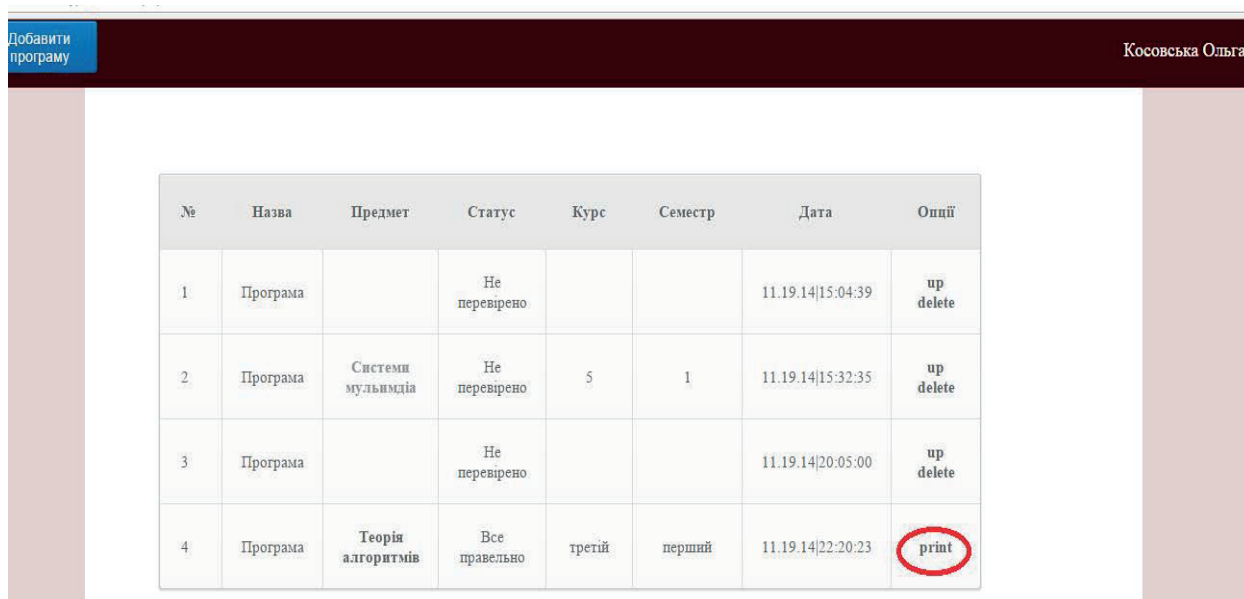 Добавити
програму
Косовська Ольга
№ Назва Предмет Статус Курс Семестр Дата Опції
1 Програма Не перевірено 11.19.14|15:04:39 up delete
2 Програма Системи мульимдіа Не перевірено 5 1 11.19.14|15:32:35 up delete
3 Програма Не перевірено 11.19.14|20:05:00 up delete
4 Програма Теорія алгоритмів Все правельно третій перший 11.19.14|22:20:23 print